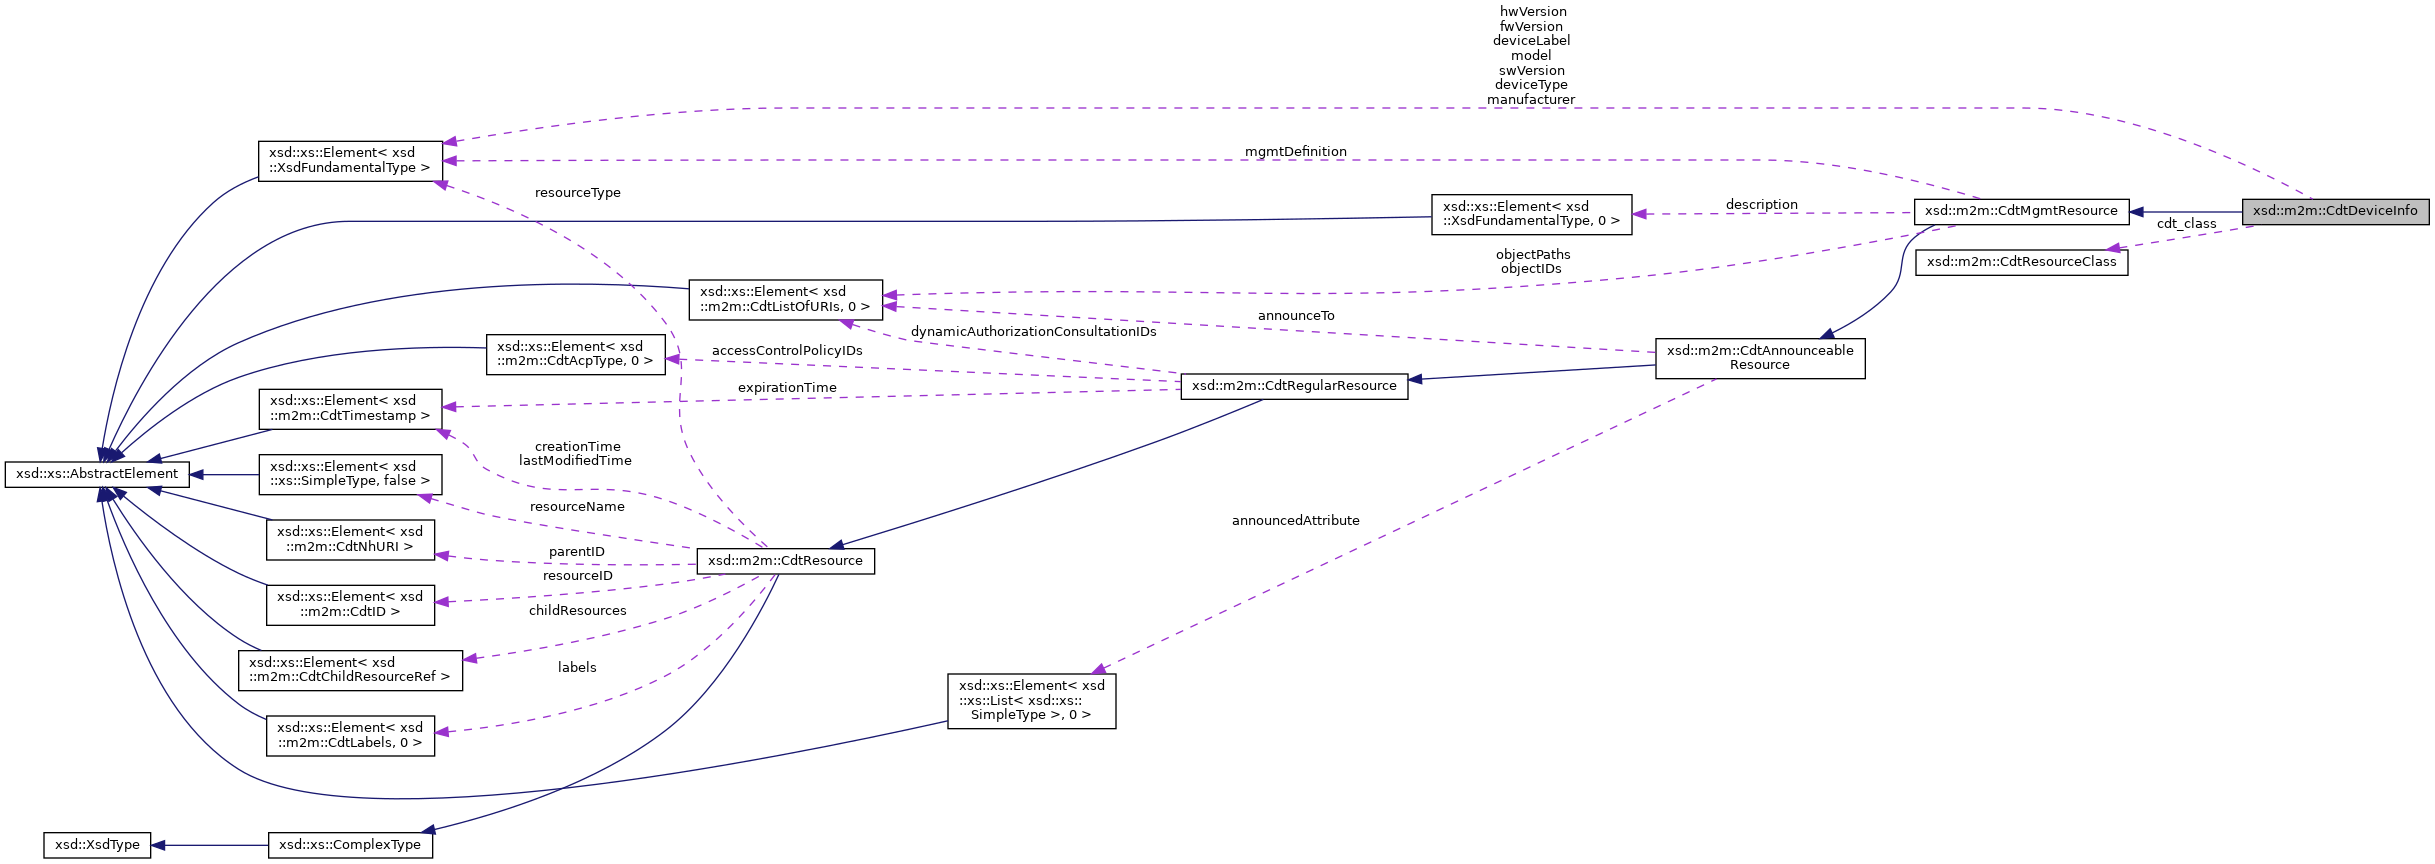 hwVersion
fwVersion
deviceLabel
model
swVersion
deviceType
manufacturer
xsd::xs::Element< xsd
::XsdFundamentalType >
mgmtDefinition
resourceType
xsd::xs::Element< xsd
::XsdFundamentalType, 0 >
description
xsd::m2m::CdtMgmtResource
xsd::m2m::CdtDeviceInfo
cdt_class
xsd::m2m::CdtResourceClass
objectPaths
objectIDs
xsd::xs::Element< xsd
::m2m::CdtListOfURIs, 0 >
announceTo
dynamicAuthorizationConsultationIDs
xsd::xs::Element< xsd
::m2m::CdtAcpType, 0 >
accessControlPolicyIDs
xsd::m2m::CdtAnnounceable
Resource
expirationTime
xsd::m2m::CdtRegularResource
xsd::xs::Element< xsd
::m2m::CdtTimestamp >
creationTime
lastModifiedTime
xsd::xs::AbstractElement
xsd::xs::Element< xsd
::xs::SimpleType, false >
resourceName
announcedAttribute
xsd::xs::Element< xsd
::m2m::CdtNhURI >
parentID
xsd::m2m::CdtResource
resourceID
xsd::xs::Element< xsd
::m2m::CdtID >
childResources
xsd::xs::Element< xsd
::m2m::CdtChildResourceRef >
labels
xsd::xs::Element< xsd
::xs::List< xsd::xs::
SimpleType >, 0 >
xsd::xs::Element< xsd
::m2m::CdtLabels, 0 >
xsd::XsdType
xsd::xs::ComplexType